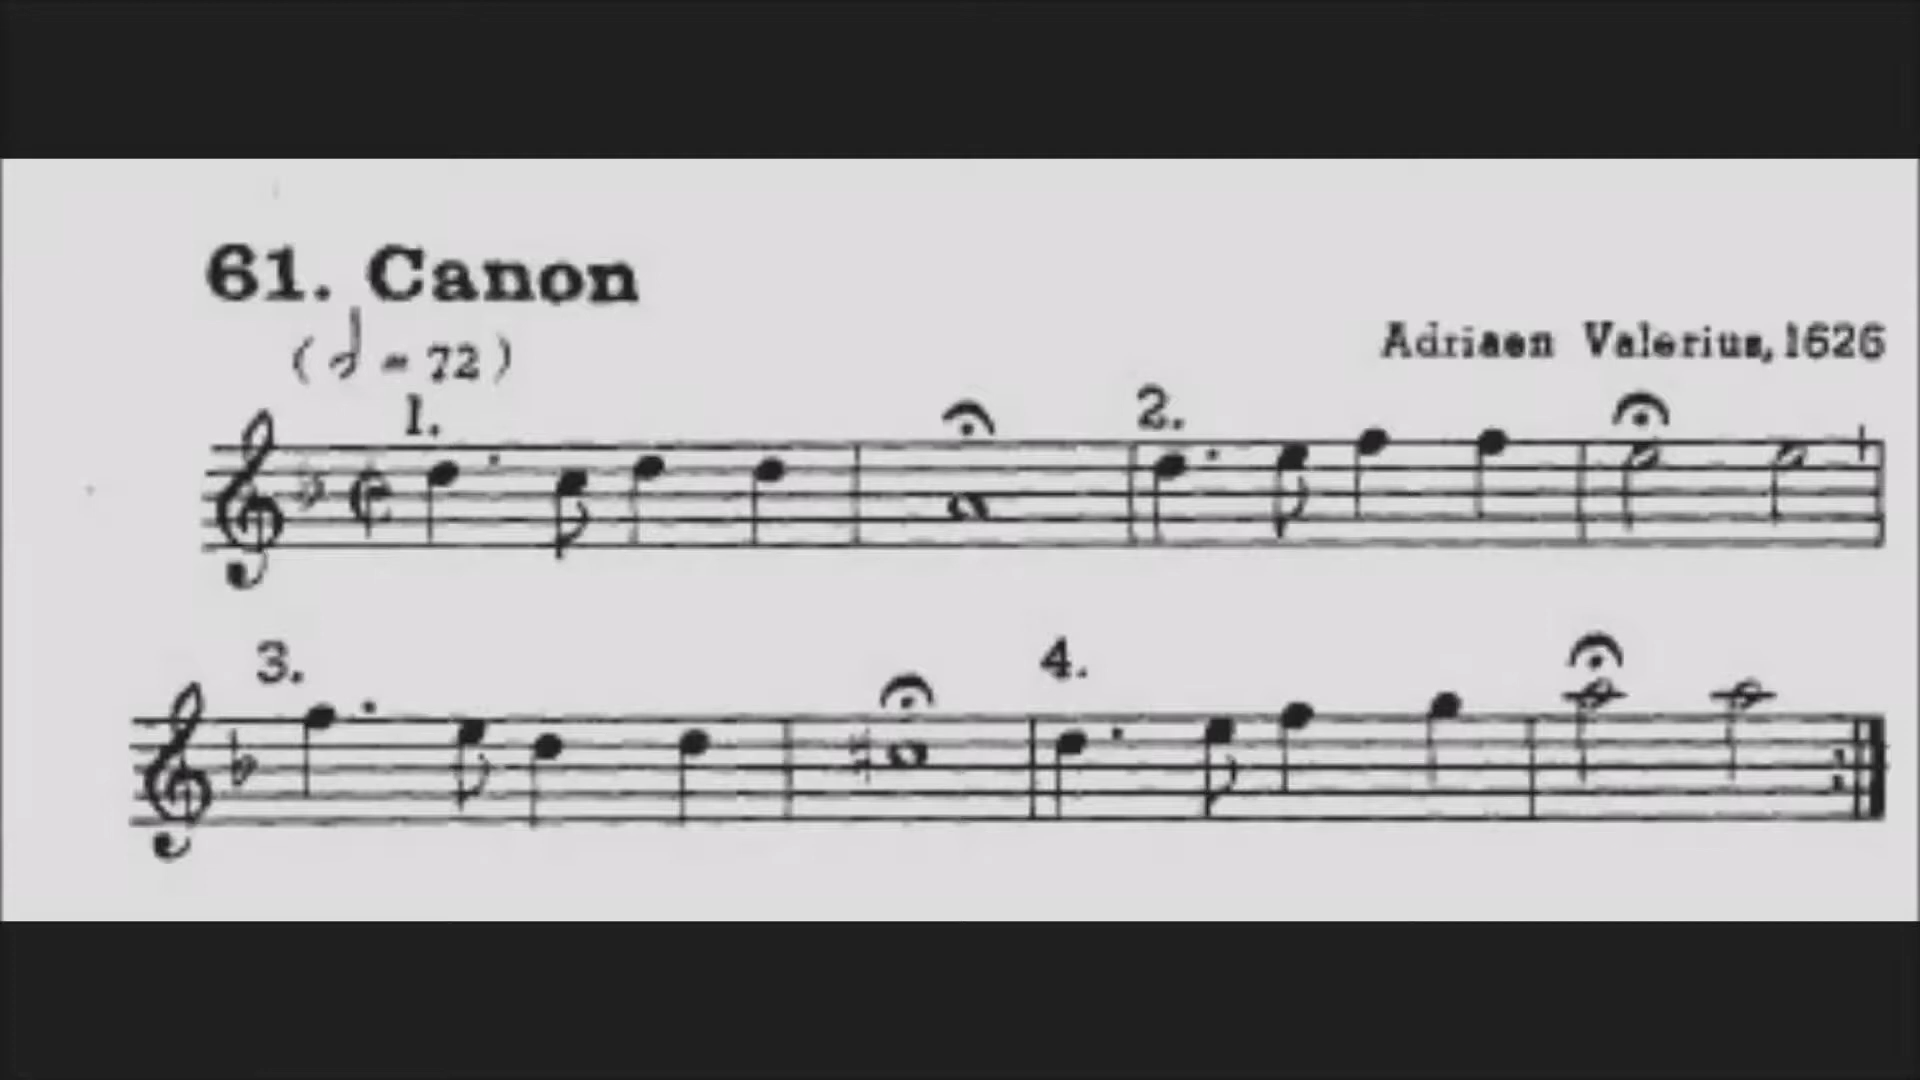 61. Canon
( 𝅗𝅥 = 72 )
Adriaen Valerius, 1626
1.
2.
3.
4.